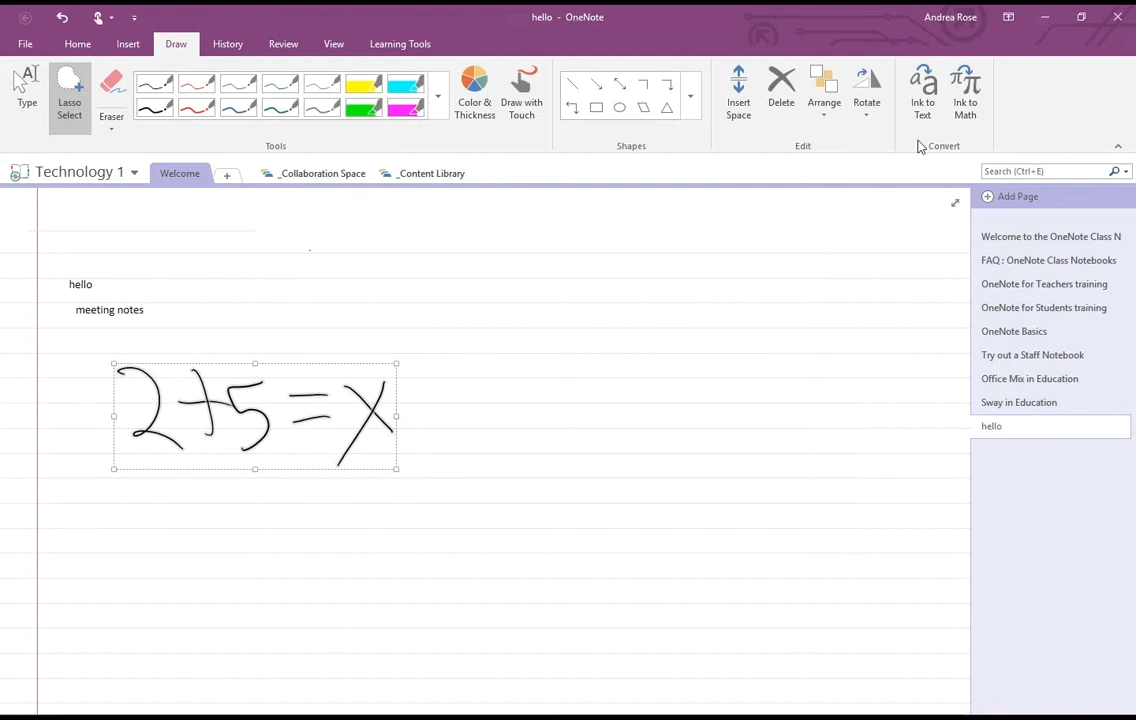 hello - OneNote
Andrea Rose
File Home Insert Draw History Review View Learning Tools
Type
Lasso Select
Eraser
Color & Thickness
Draw with Touch
Insert Space
Delete
Arrange
Rotate
Ink to Text
Ink to Math
Tools
Shapes
Edit
Convert
Technology 1
Welcome
_Collaboration Space
_Content Library
Search (Ctrl+E)
hello
meeting notes
2+5=x
Add Page
Welcome to the OneNote Class N
FAQ : OneNote Class Notebooks
OneNote for Teachers training
OneNote for Students training
OneNote Basics
Try out a Staff Notebook
Office Mix in Education
Sway in Education
hello